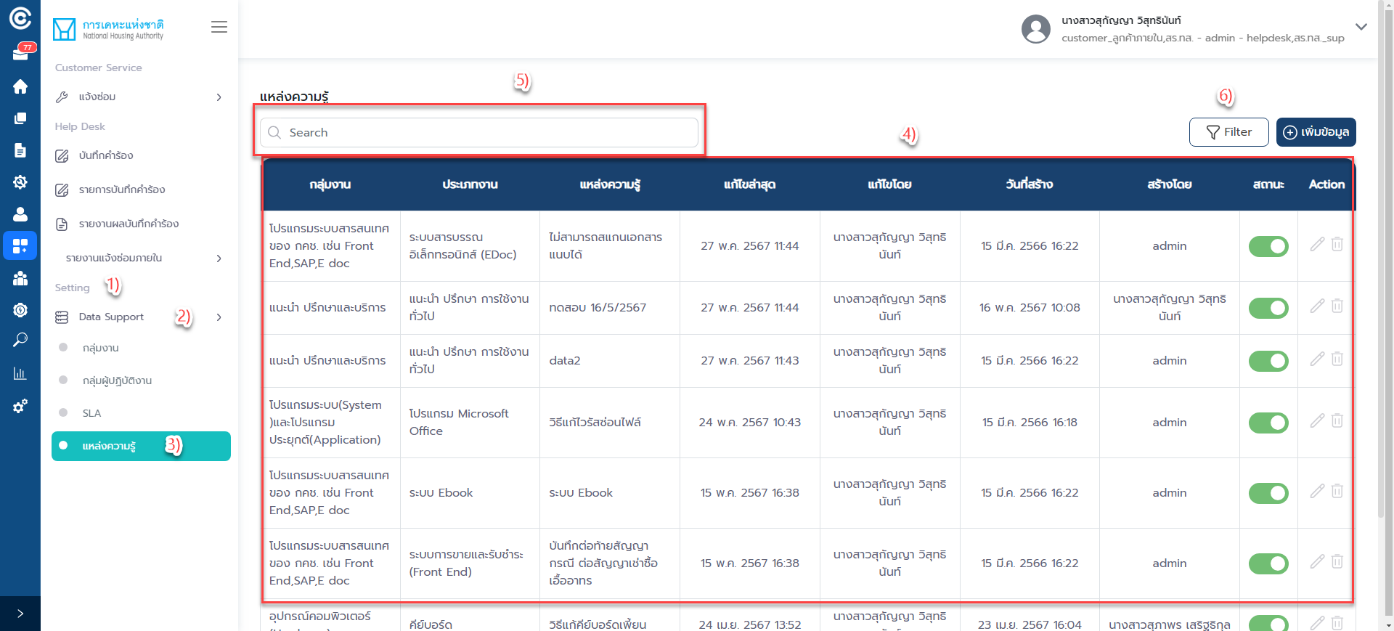 77
การเคหะแห่งชาติ
National Housing Authority
Customer Service
แจ้งซ่อม
Help Desk
บันทึกคำร้อง
รายการบันทึกคำร้อง
รายงานผลบันทึกคำร้อง
รายงานแจ้งซ่อมภายใน
Setting
1)
Data Support
2)
กลุ่มงาน
กลุ่มผู้ปฏิบัติงาน
SLA
แหล่งความรู้
3)
นางสาวสุกัญญา วิสุทธินันท์
customer_ลูกค้าภายใน,สร.ทส. - admin - helpdesk,สร.ทส_sup
5)
แหล่งความรู้
Search
4)
6)
Filter
เพิ่มข้อมูล
กลุ่มงาน ประเภทงาน แหล่งความรู้ แก้ไขล่าสุด แก้ไขโดย วันที่สร้าง สร้างโดย สถานะ Action
โปรแกรมระบบสารสนเทศ
ของ กคช. เช่น Front
End,SAP,E doc
ระบบสารบรรณ
อิเล็กทรอนิกส์ (EDoc)
ไม่สามารถสแกนเอกสาร
แนบได้
27 พ.ค. 2567 11:44
นางสาวสุกัญญา วิสุทธิ
นันท์
15 มี.ค. 2566 16:22
admin
แนะนำ ปรึกษาและบริการ
แนะนำ ปรึกษา การใช้งาน
ทั่วไป
ทดสอบ 16/5/2567
27 พ.ค. 2567 11:44
นางสาวสุกัญญา วิสุทธิ
นันท์
16 พ.ค. 2567 10:08
นางสาวสุกัญญา วิสุทธิ
นันท์
แนะนำ ปรึกษาและบริการ
แนะนำ ปรึกษา การใช้งาน
ทั่วไป
data2
27 พ.ค. 2567 11:43
นางสาวสุกัญญา วิสุทธิ
นันท์
15 มี.ค. 2566 16:22
admin
โปรแกรมระบบ(System
)และโปรแกรม
ประยุกต์(Application)
โปรแกรม Microsoft
Office
วิธีแก้ไวรัสซ่อนไฟล์
24 พ.ค. 2567 10:43
นางสาวสุกัญญา วิสุทธิ
นันท์
15 มี.ค. 2566 16:18
admin
โปรแกรมระบบสารสนเทศ
ของ กคช. เช่น Front
End,SAP,E doc
ระบบ Ebook
ระบบ Ebook
15 พ.ค. 2567 16:38
นางสาวสุกัญญา วิสุทธิ
นันท์
15 มี.ค. 2566 16:22
admin
โปรแกรมระบบสารสนเทศ
ของ กคช. เช่น Front
End,SAP,E doc
ระบบการขายและรับชำระ
(Front End)
บันทึกต่อท้ายสัญญา
กรณี ต่อสัญญาเช่าซื้อ
เอื้ออาทร
15 พ.ค. 2567 16:38
นางสาวสุกัญญา วิสุทธิ
นันท์
15 มี.ค. 2566 16:22
admin
อุปกรณ์คอมพิวเตอร์
คีย์บอร์ด
วิธีแก้คีย์บอร์ดเพี้ยน
24 เม.ย. 2567 13:52
นางสาวสุกัญญา วิสุทธิ
23 เม.ย. 2567 16:04
นางสาวสุภาพร เสริฐธิกุล